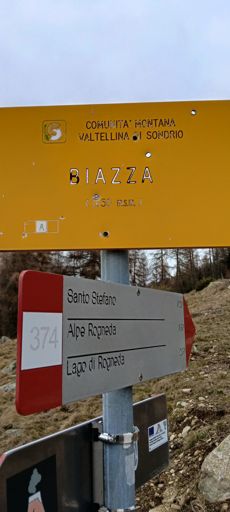 COMUNITA' MONTANA
VALTELLINA DI SONDRIO
BIAZZA
A
374
Santo Stefano
Alpe Rogneda
Lago di Rogneda